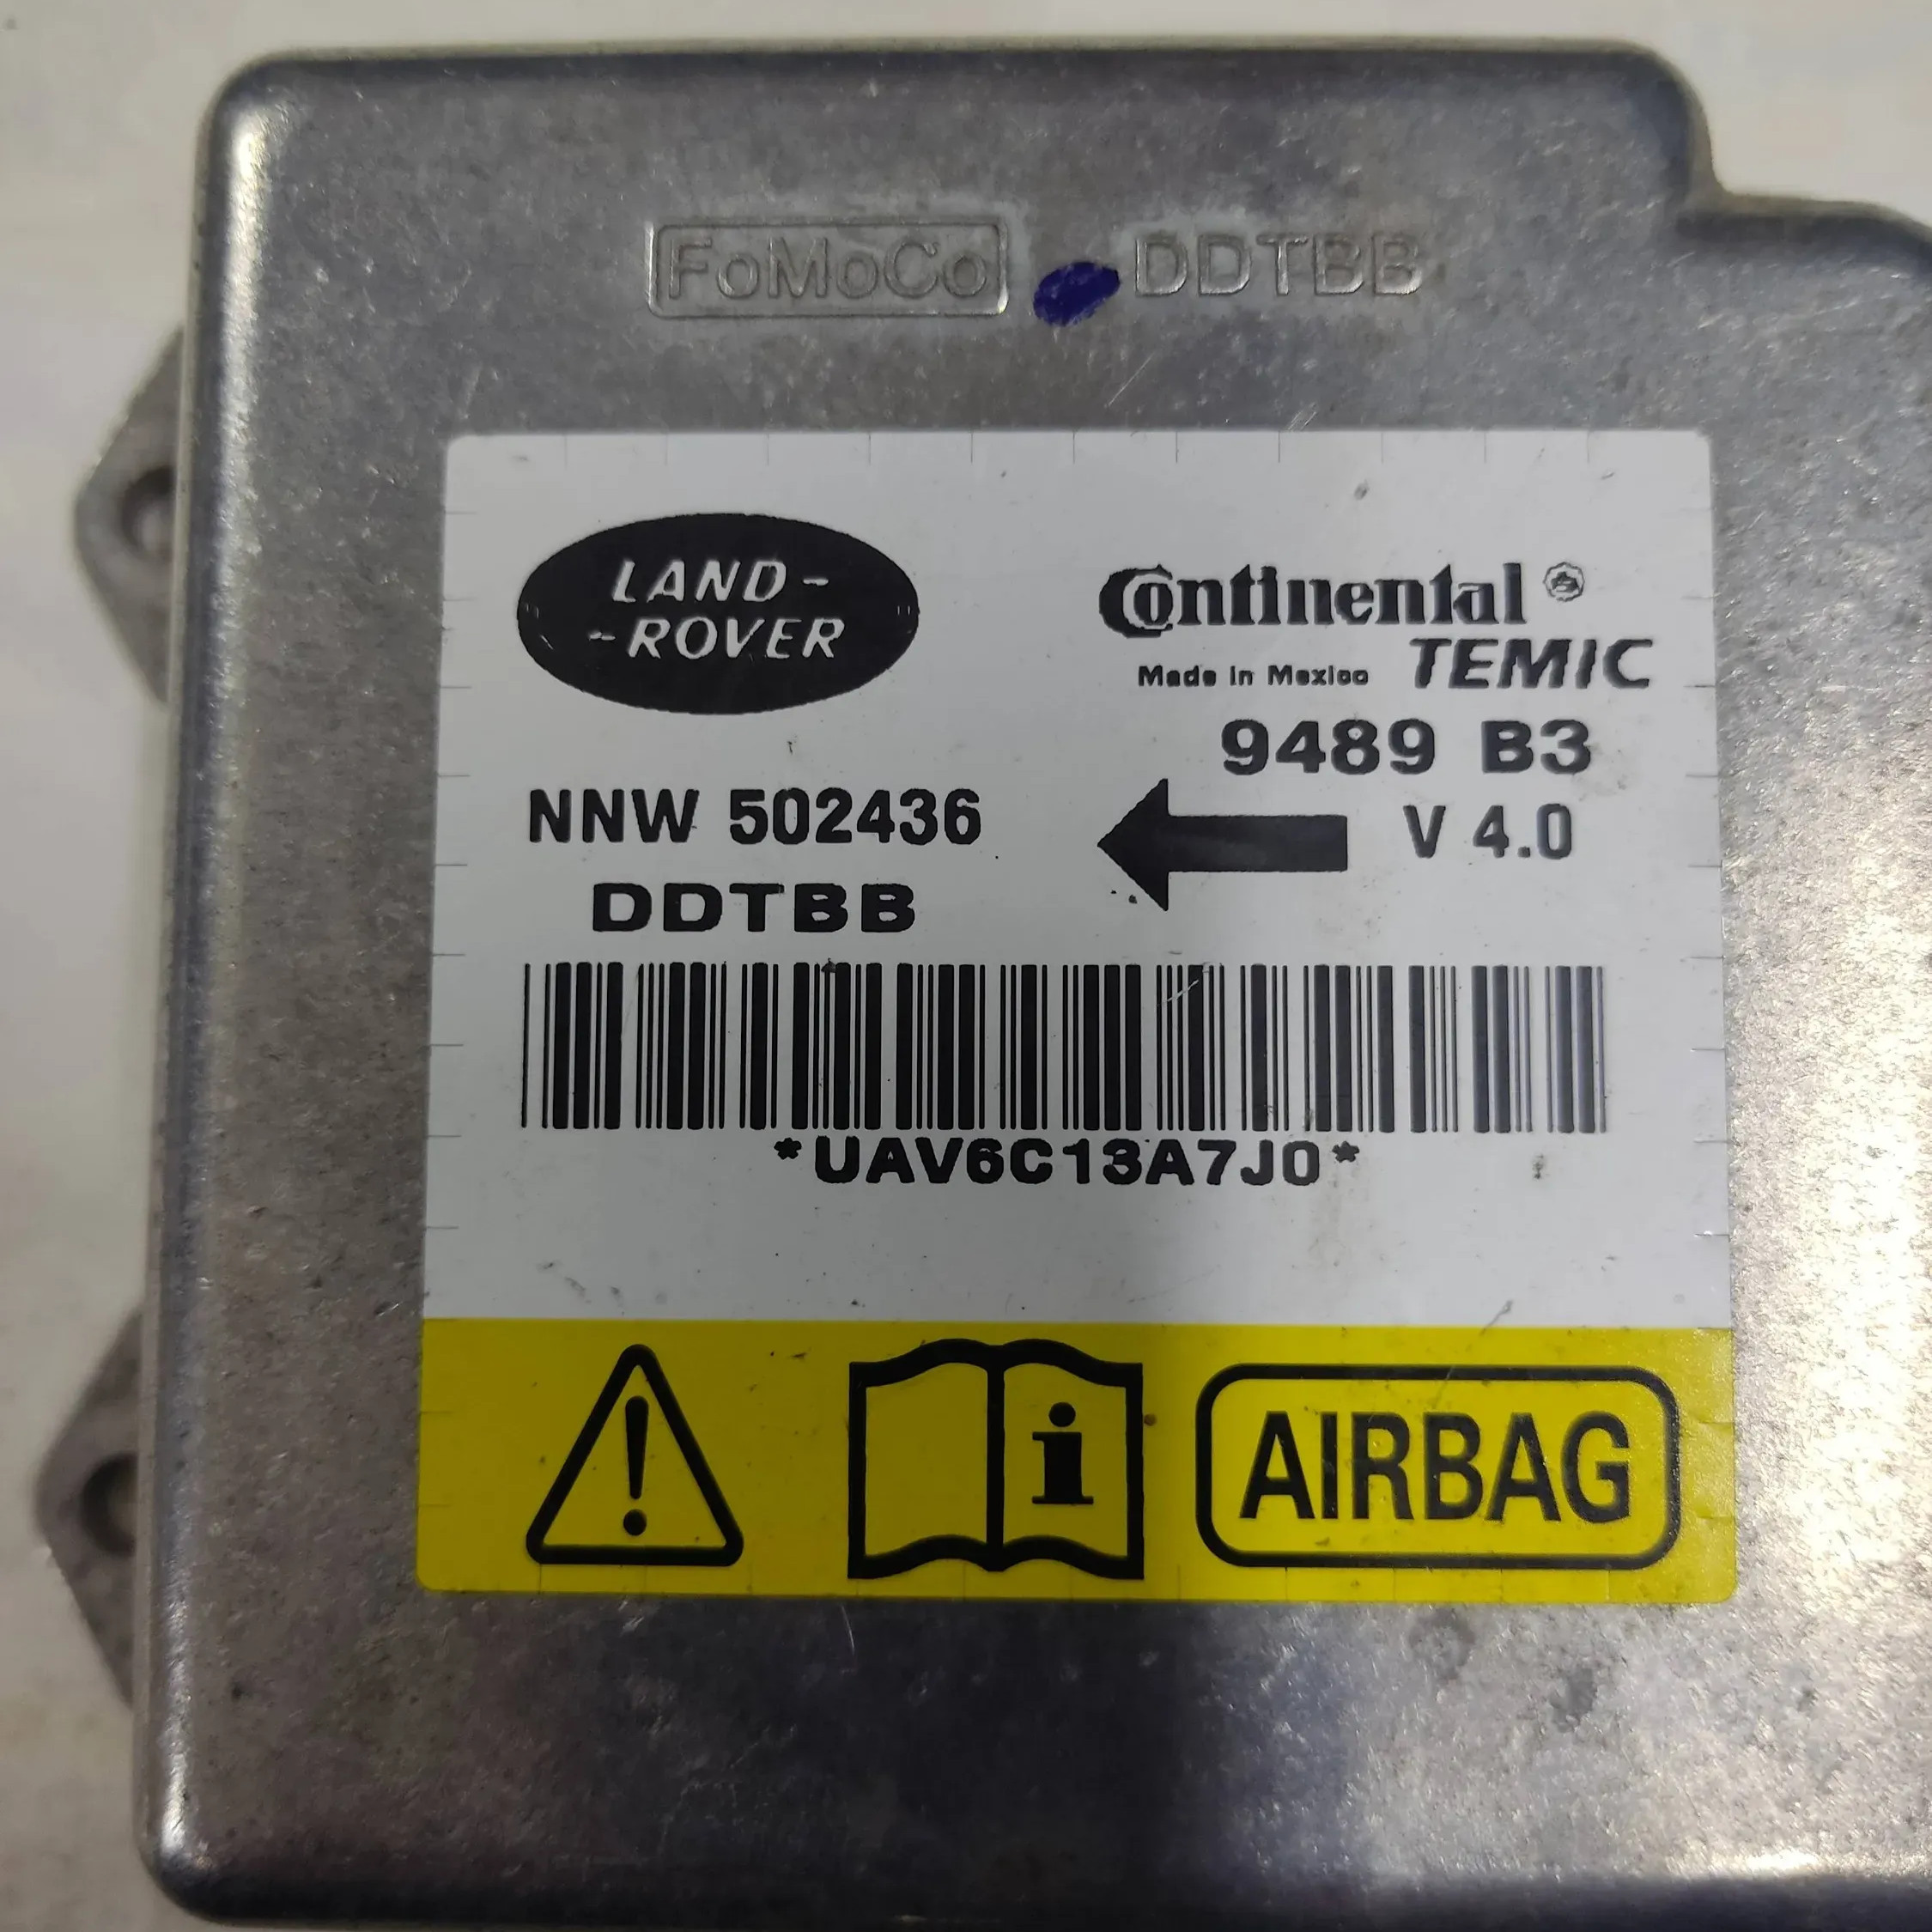 FoMoCo DDTBB
LAND-
-ROVER
Continental
Made in Mexico TEMIC
9489 B3
NNW 502436
V 4.0
DDTBB
*UAV6C13A7J0*
! i AIRBAG